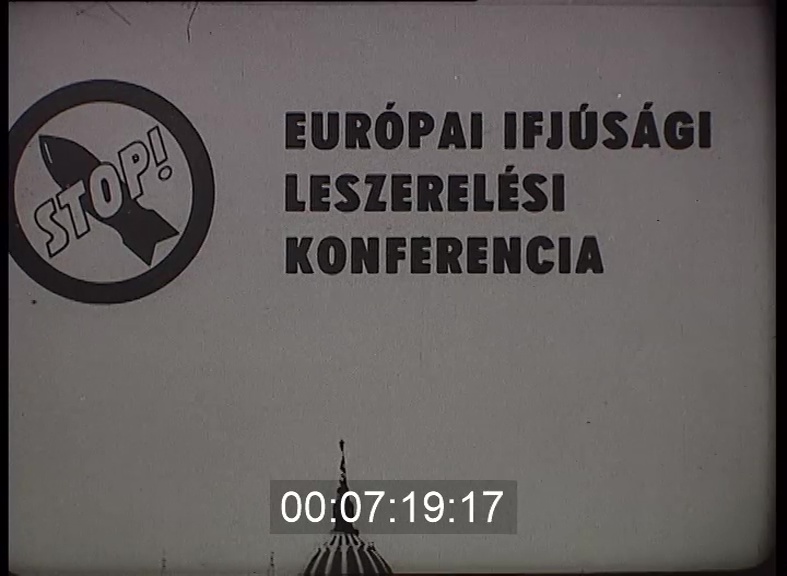 STOP!
EURÓPAI IFJÚSÁGI
LESZERELÉSI
KONFERENCIA
00:07:19:17